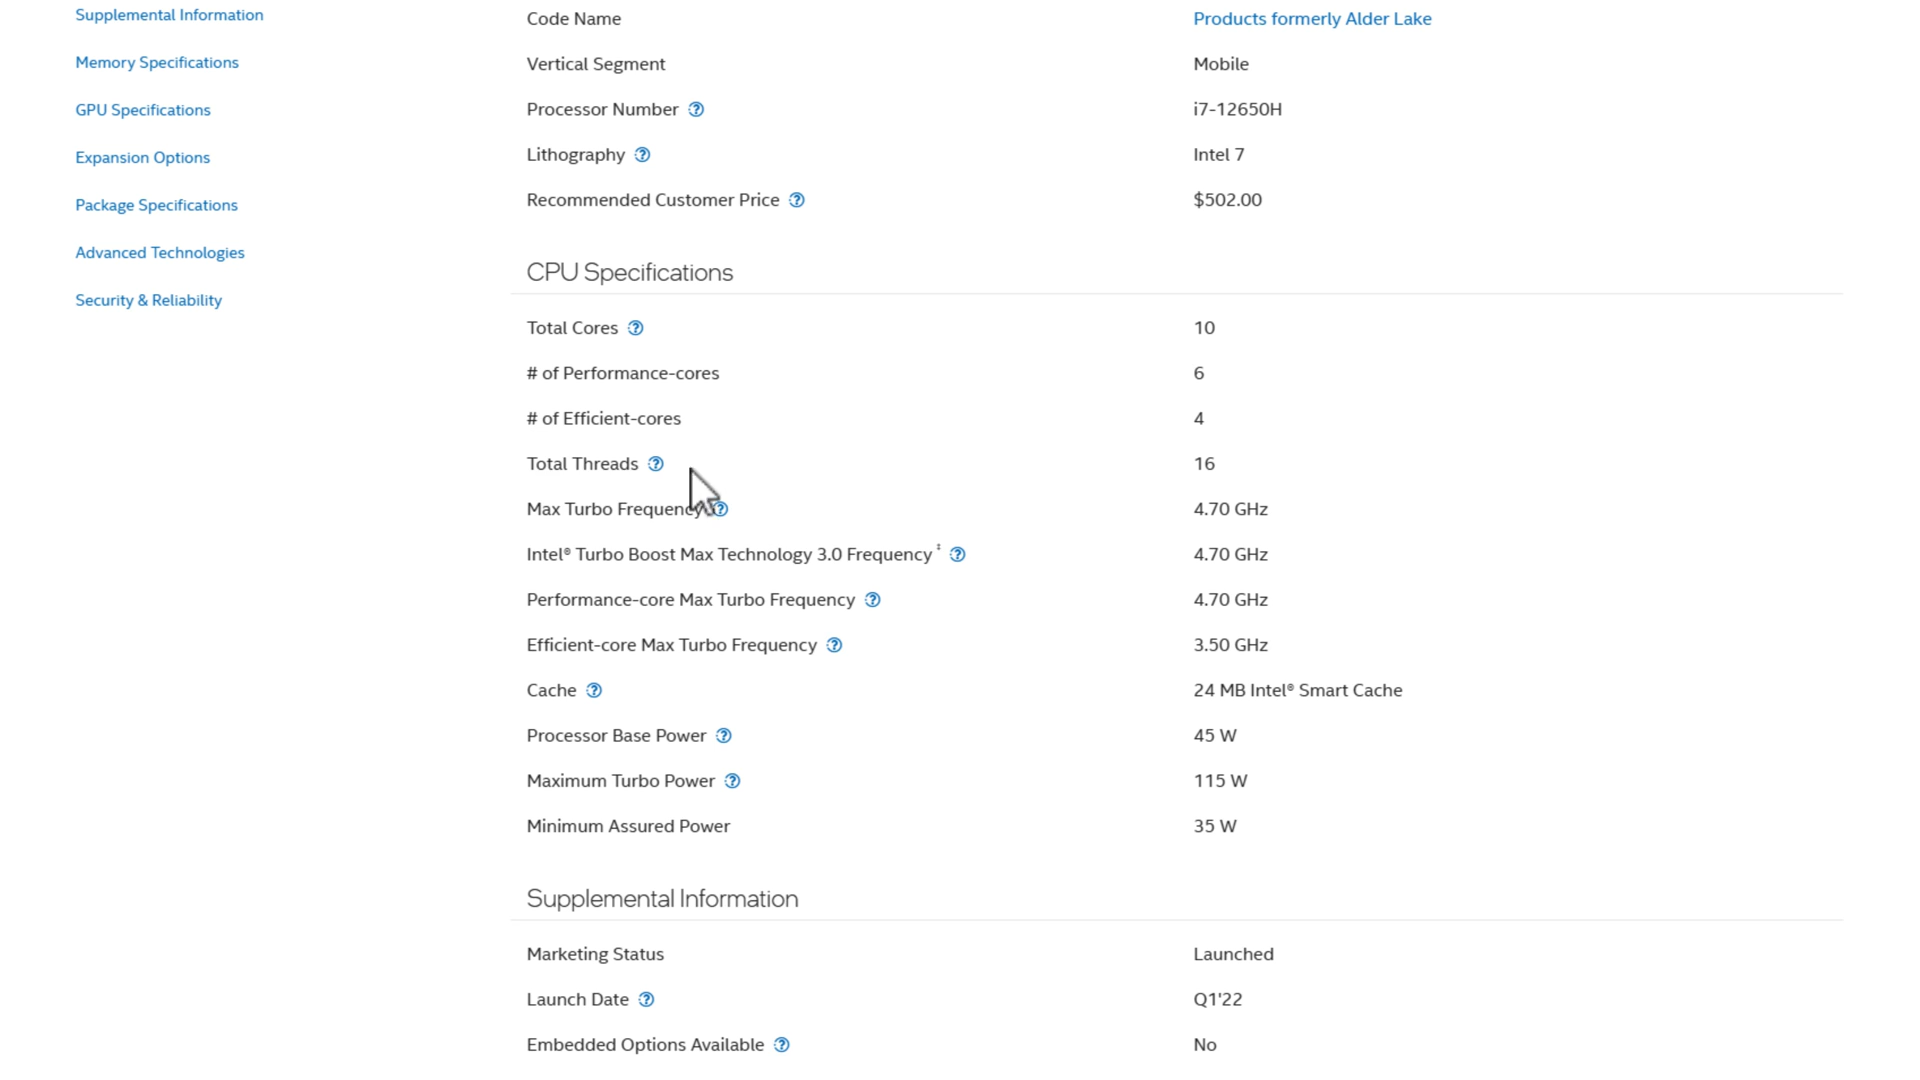 Supplemental Information
Memory Specifications
GPU Specifications
Expansion Options
Package Specifications
Advanced Technologies
Security & Reliability
Code Name Products formerly Alder Lake
Vertical Segment Mobile
Processor Number ? i7-12650H
Lithography ? Intel 7
Recommended Customer Price ? $502.00
CPU Specifications
Total Cores ? 10
# of Performance-cores 6
# of Efficient-cores 4
Total Threads ? 16
Max Turbo Frequency ? 4.70 GHz
Intel® Turbo Boost Max Technology 3.0 Frequency ‡ ? 4.70 GHz
Performance-core Max Turbo Frequency ? 4.70 GHz
Efficient-core Max Turbo Frequency ? 3.50 GHz
Cache ? 24 MB Intel® Smart Cache
Processor Base Power ? 45 W
Maximum Turbo Power ? 115 W
Minimum Assured Power 35 W
Supplemental Information
Marketing Status Launched
Launch Date ? Q1'22
Embedded Options Available ? No